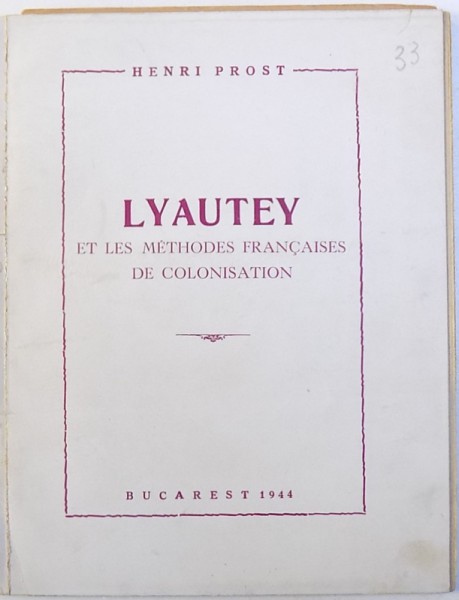 33
HENRI PROST
LYAUTEY
ET LES MÉTHODES FRANÇAISES
DE COLONISATION
BUCAREST 1944